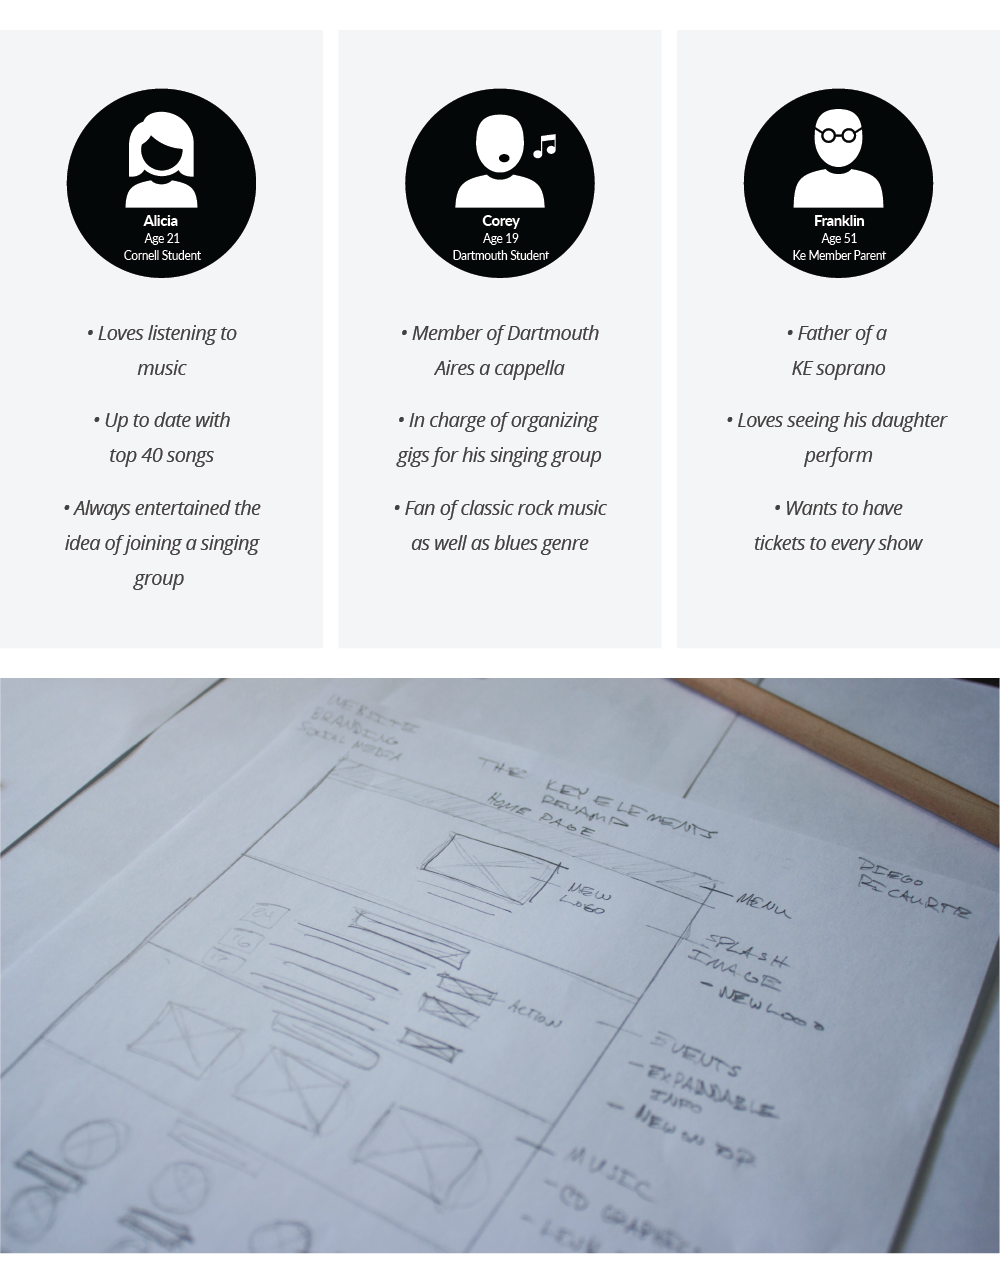 Alicia
Age 21
Cornell Student
• Loves listening to
music
• Up to date with
top 40 songs
• Always entertained the
idea of joining a singing
group
Corey
Age 19
Dartmouth Student
• Member of Dartmouth
Aires a cappella
• In charge of organizing
gigs for his singing group
• Fan of classic rock music
as well as blues genre
Franklin
Age 51
Ke Member Parent
• Father of a
KE soprano
• Loves seeing his daughter
perform
• Wants to have
tickets to every show
WEBSITE
BRANDING
SOCIAL MEDIA
THE KEY ELEMENTS
REVAMP
HOME PAGE
DIEGO
RICAURTE
NEW
LOGO
MENU
SPLASH
IMAGE
- NEW LOGO
ACTION
EVENTS
- EXPANDABLE
INFO
- NEW ON TOP
MUSIC
- CD GRAPHICS
- LINK